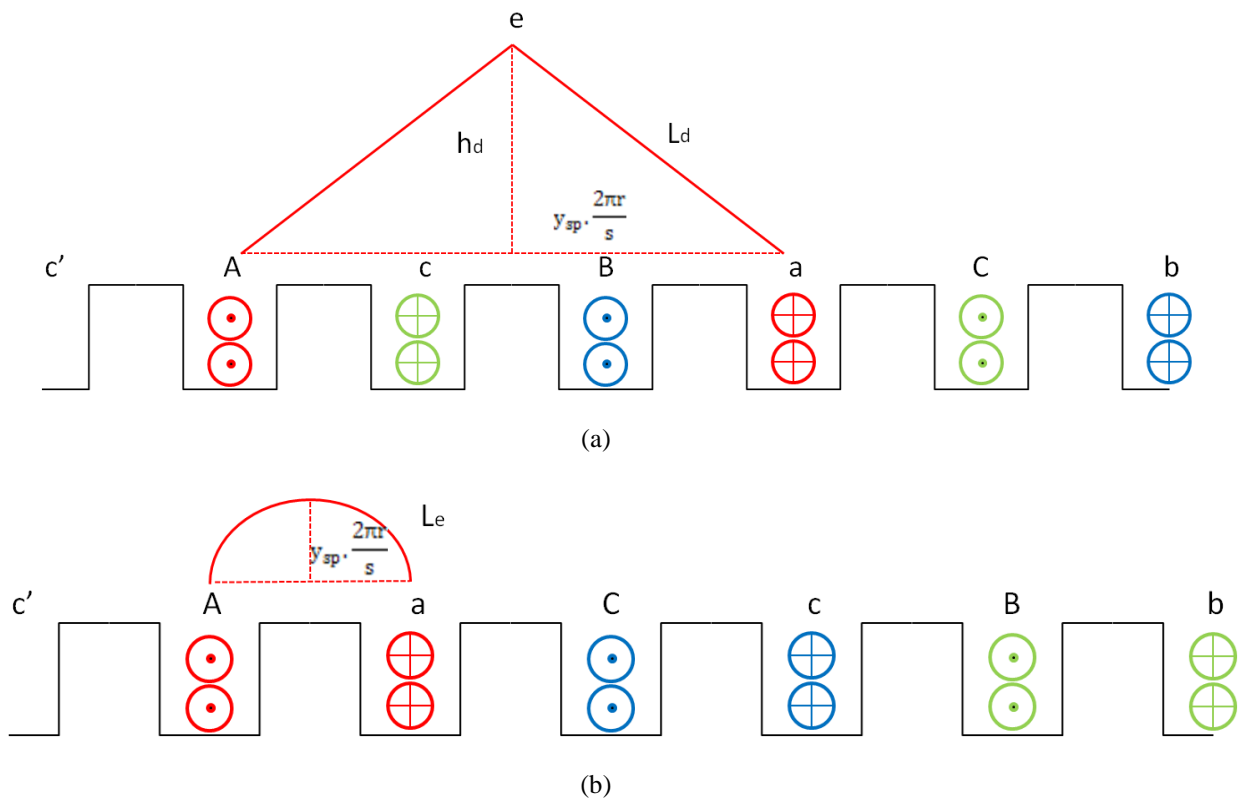 e
hd
Ld
ysp. 2πr/s
c’ A c B a C b
(a)
Le
ysp. 2πr/s
c’ A a C c B b
(b)